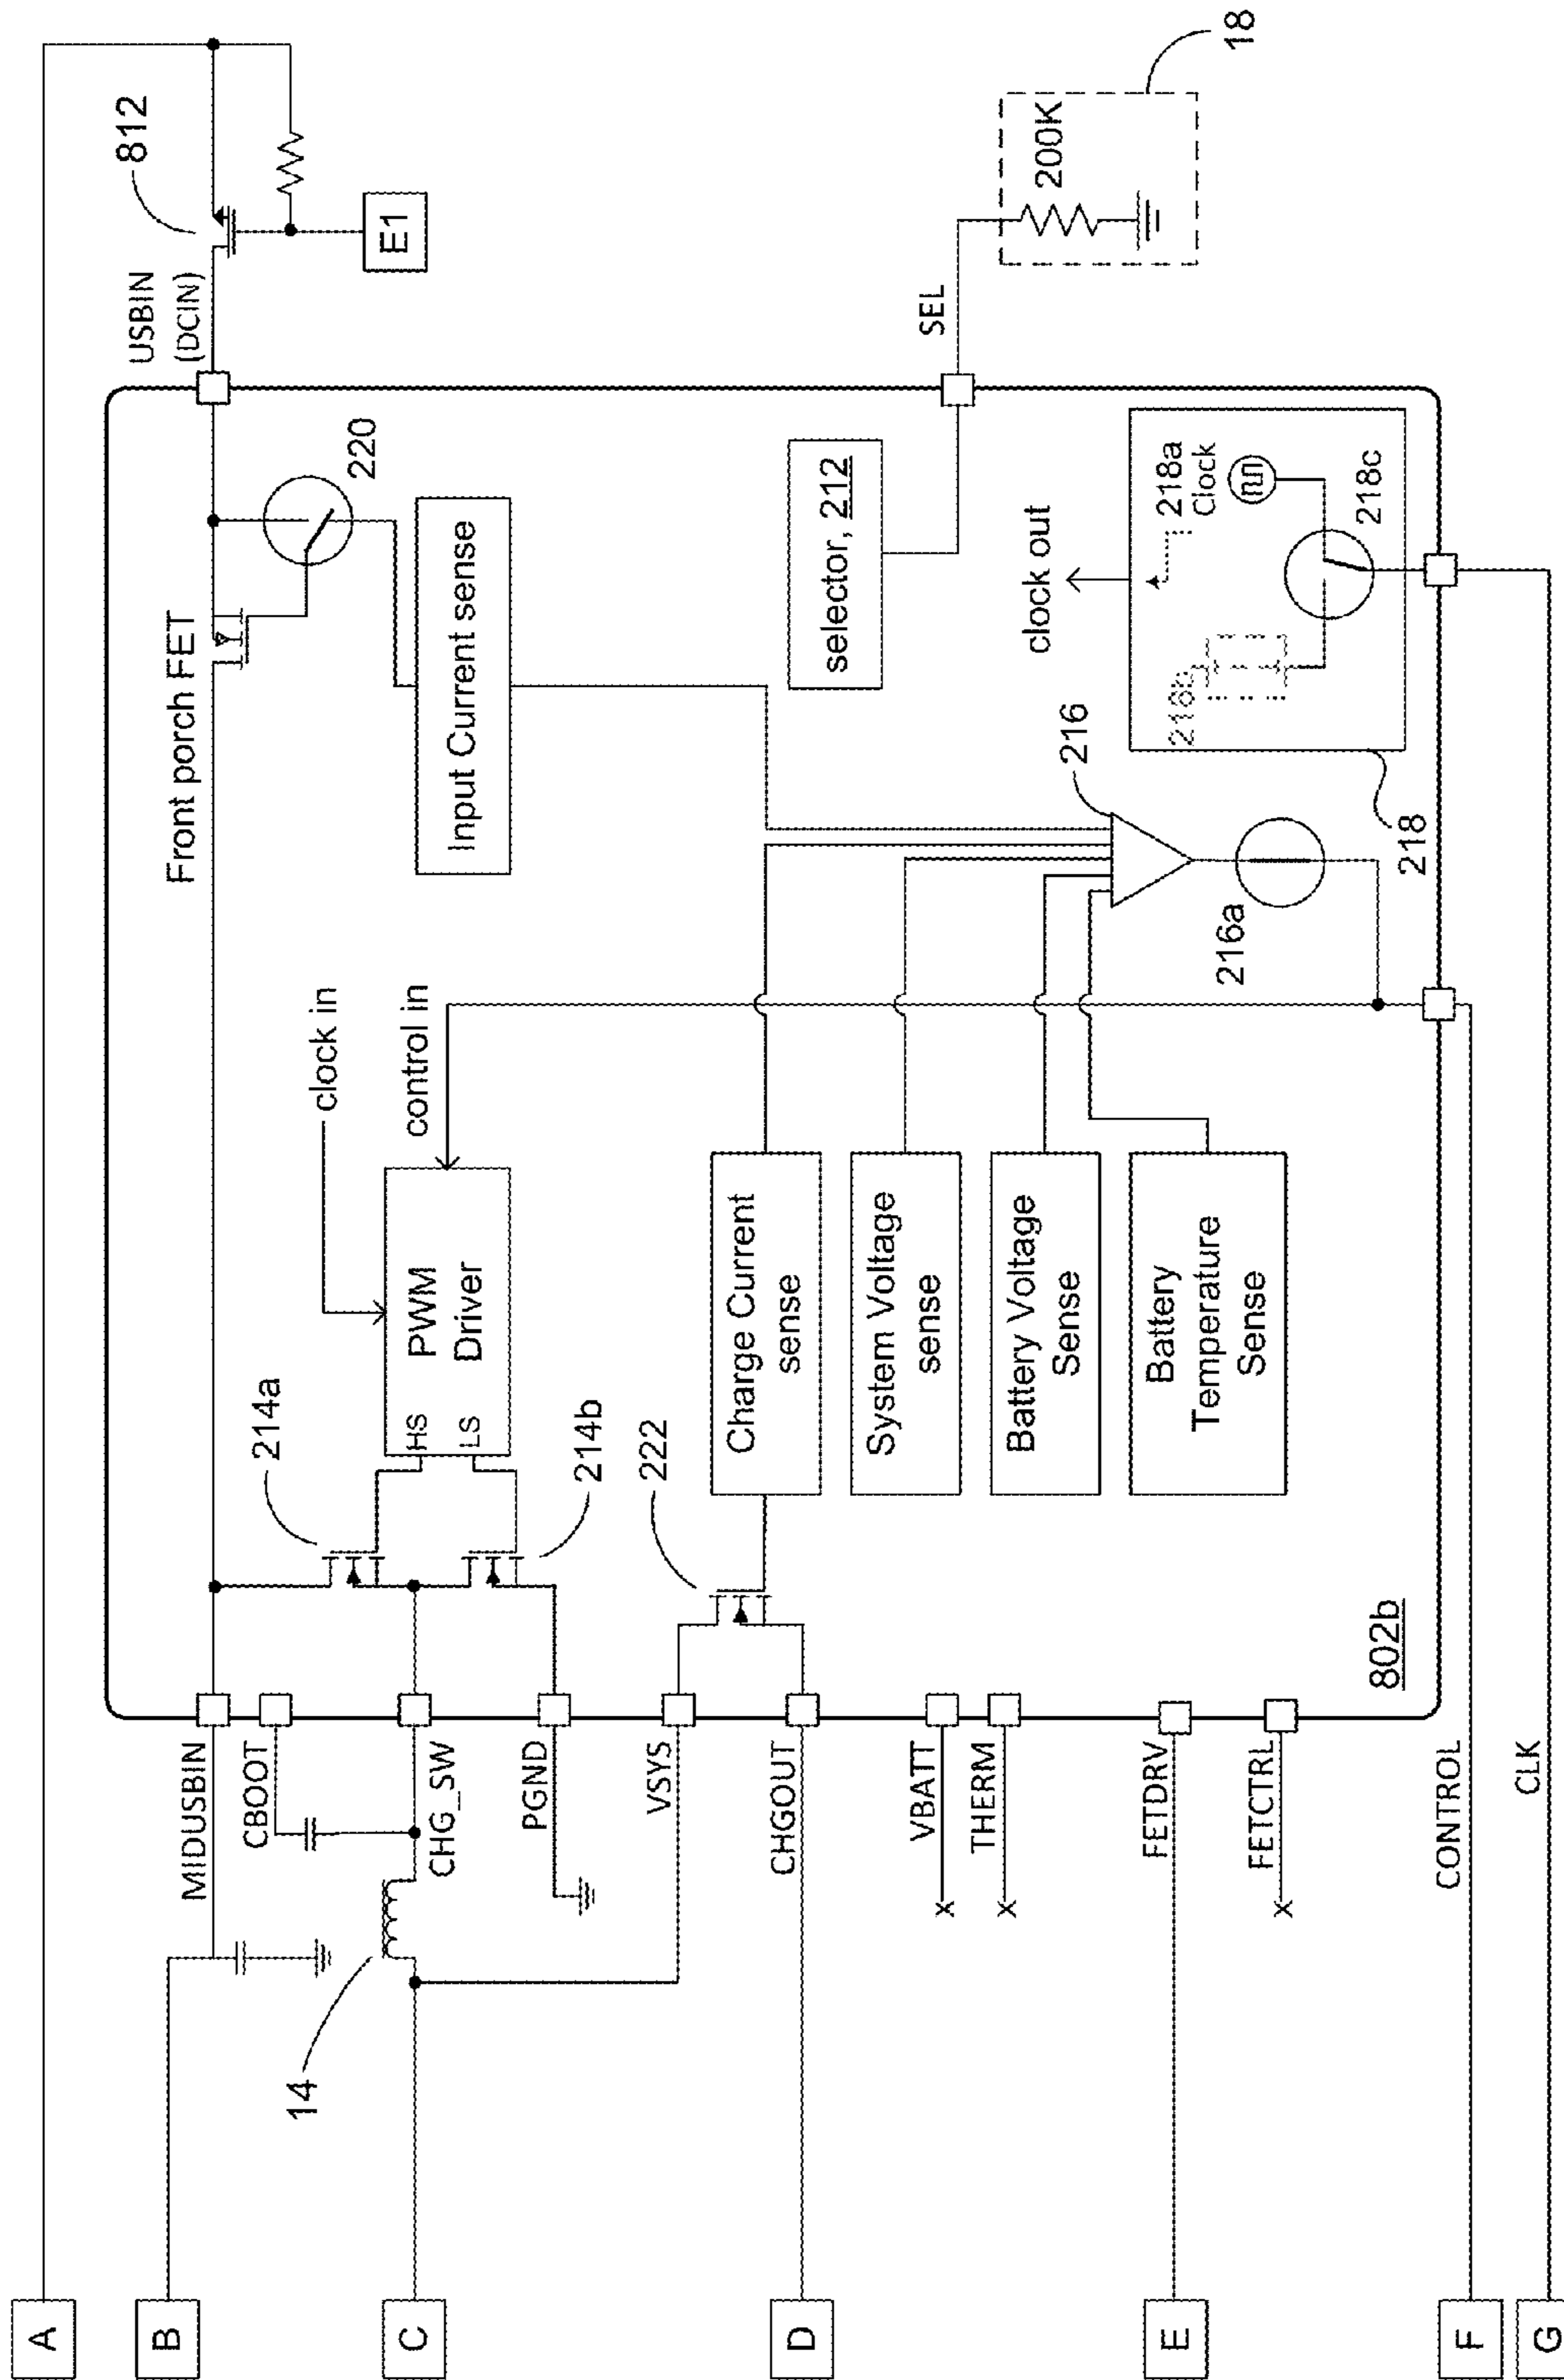 A
B
C
D
E
F
G
812
USBIN
(DCIN)
E1
Front porch FET
220
Input Current sense
SEL
200K
18
selector, 212
clock out
218a
Clock
218c
218b
218
216
216a
clock in
control in
PWM
Driver
HS
LS
214a
214b
222
Charge Current
sense
System Voltage
sense
Battery Voltage
Sense
Battery
Temperature
Sense
802b
MIDUSBIN
CBOOT
CHG_SW
PGND
VSYS
CHGOUT
VBATT
x
THERM
x
FETDRV
FETCTRL
x
CONTROL
CLK
14